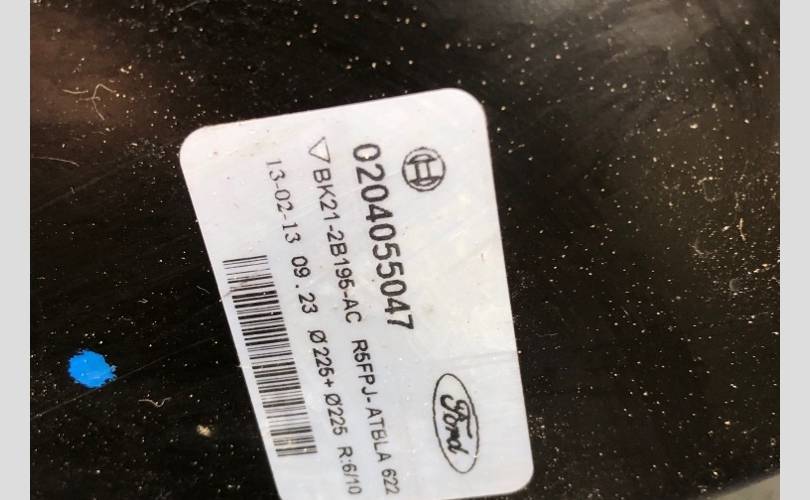 0204055047
BK21-2B195-AC R5FPJ-ATBLA 622
13-02-13 09.23 Ø225+Ø225 R:6/10
Ford